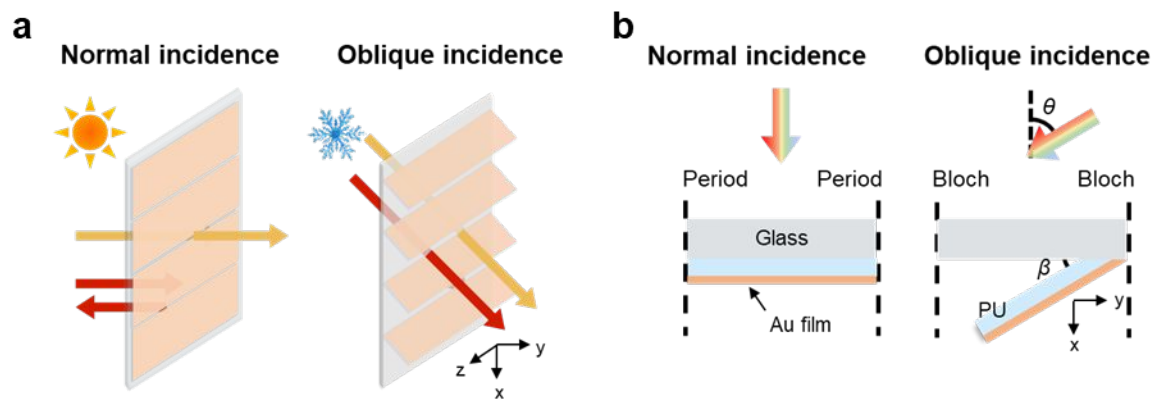 a
Normal incidence
Oblique incidence
z
y
x
b
Normal incidence
Oblique incidence
θ
Period
Period
Bloch
Bloch
Glass
β
PU
Au film
y
x